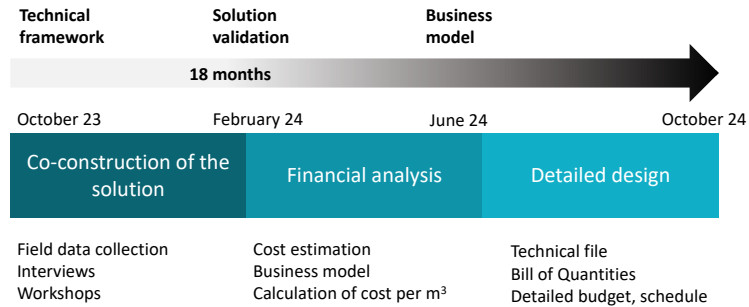 Technical
framework
Solution
validation
Business
model
18 months
October 23
February 24
June 24
October 24
Co-construction of the
solution
Financial analysis
Detailed design
Field data collection
Interviews
Workshops
Cost estimation
Business model
Calculation of cost per m³
Technical file
Bill of Quantities
Detailed budget, schedule